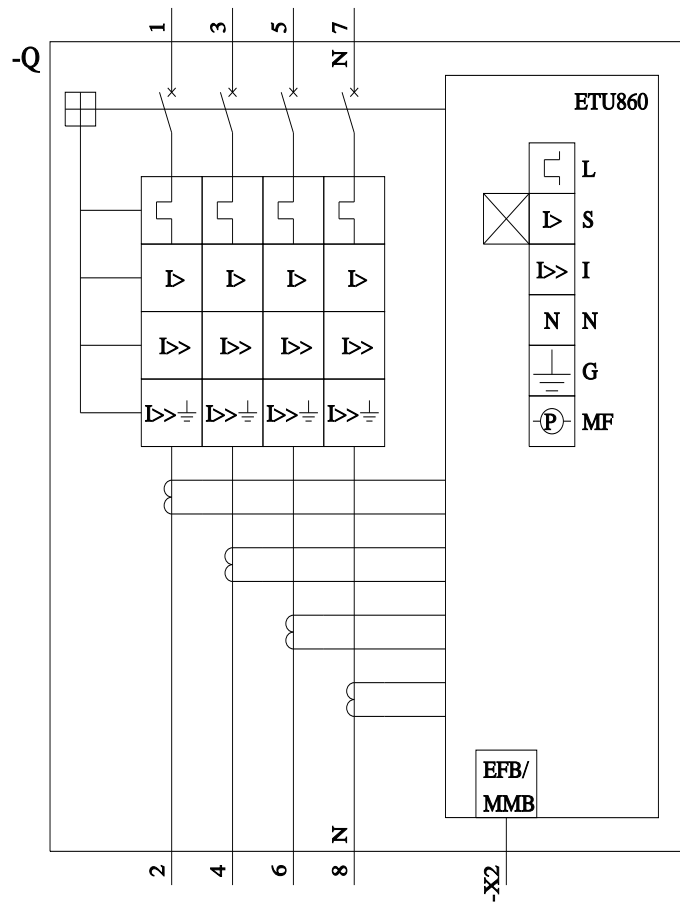 1 3 5 7
-Q N
ETU860
L
I> S
I> I> I> I> I>> I
N N
I>> I>> I>> I>> G
I>> I>> I>> I>> P MF
EFB/
MMB
N
2 4 6 8 -X2